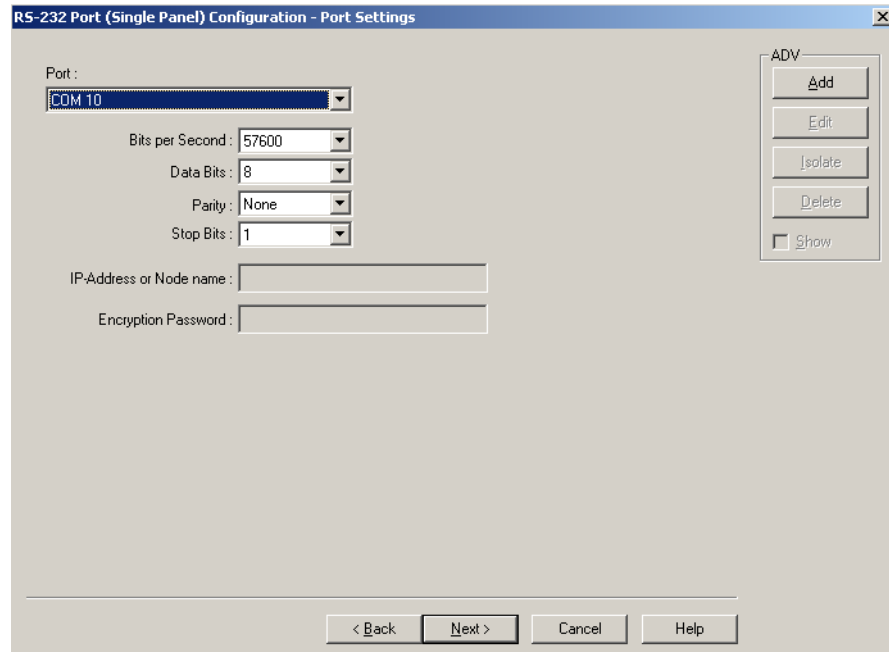 RS-232 Port (Single Panel) Configuration - Port Settings
Port :
COM 10
Bits per Second : 57600
Data Bits : 8
Parity : None
Stop Bits : 1
IP-Address or Node name :
Encryption Password :
ADV
Add
Edit
Isolate
Delete
Show
< Back Next > Cancel Help